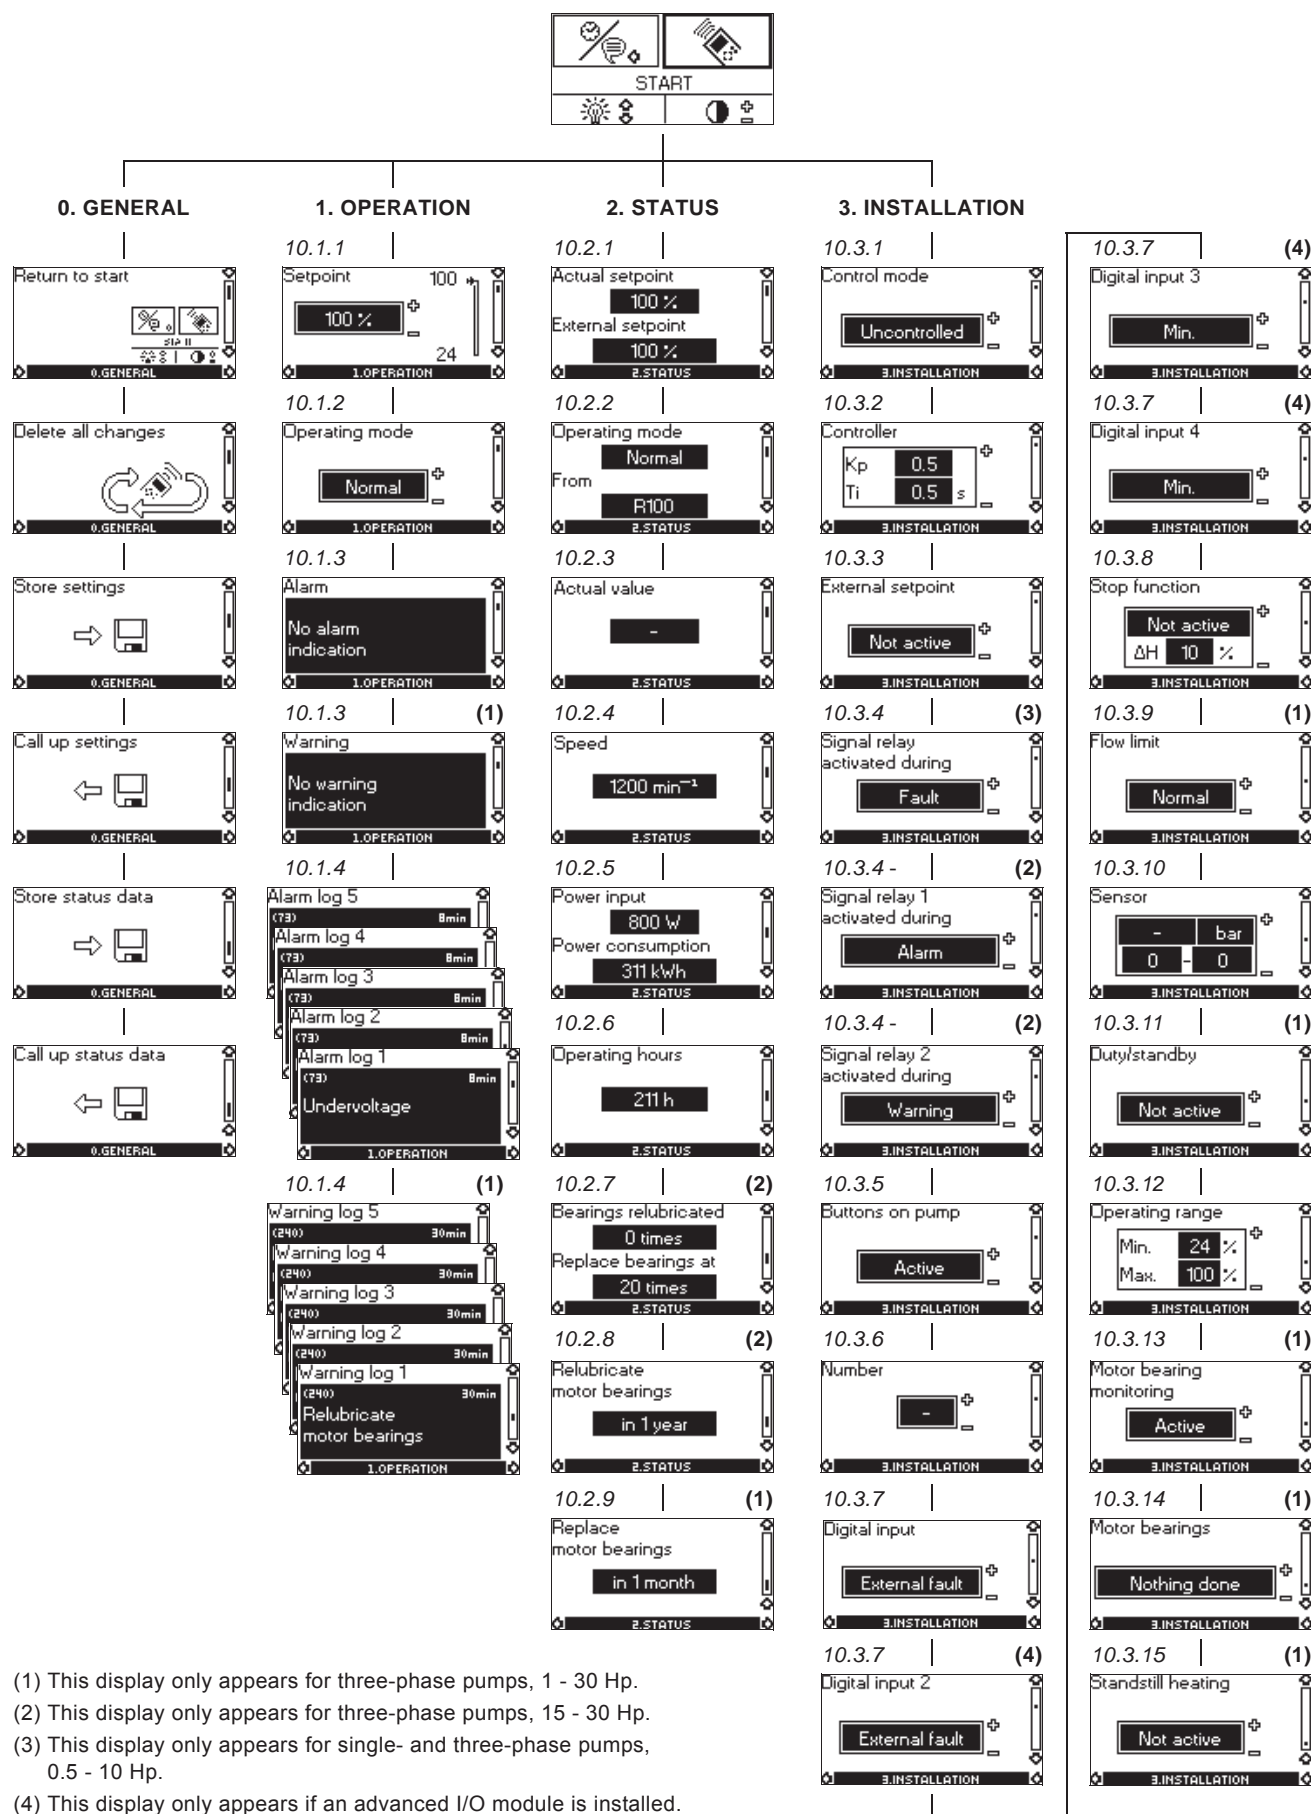 START
0. GENERAL
Return to start
START
0.GENERAL
Delete all changes
0.GENERAL
Store settings
0.GENERAL
Call up settings
0.GENERAL
Store status data
0.GENERAL
Call up status data
0.GENERAL
1. OPERATION
10.1.1
Setpoint
100
100 %
24
1.OPERATION
10.1.2
Operating mode
Normal
1.OPERATION
10.1.3
Alarm
No alarm
indication
1.OPERATION
10.1.3 (1)
Warning
No warning
indication
1.OPERATION
10.1.4
Alarm log 5
(73) 8min
Alarm log 4
(73) 8min
Alarm log 3
(73) 8min
Alarm log 2
(73) 8min
Alarm log 1
(73) 8min
Undervoltage
1.OPERATION
10.1.4 (1)
Warning log 5
(240) 30min
Warning log 4
(240) 30min
Warning log 3
(240) 30min
Warning log 2
(240) 30min
Warning log 1
(240) 30min
Relubricate
motor bearings
1.OPERATION
2. STATUS
10.2.1
Actual setpoint
100 %
External setpoint
100 %
2.STATUS
10.2.2
Operating mode
Normal
From
R100
2.STATUS
10.2.3
Actual value
-
2.STATUS
10.2.4
Speed
1200 min⁻¹
2.STATUS
10.2.5
Power input
800 W
Power consumption
311 kWh
2.STATUS
10.2.6
Operating hours
211 h
2.STATUS
10.2.7 (2)
Bearings relubricated
0 times
Replace bearings at
20 times
2.STATUS
10.2.8 (2)
Relubricate
motor bearings
in 1 year
2.STATUS
10.2.9 (1)
Replace
motor bearings
in 1 month
2.STATUS
3. INSTALLATION
10.3.1
Control mode
Uncontrolled
3.INSTALLATION
10.3.2
Controller
Kp 0.5
Ti 0.5 s
3.INSTALLATION
10.3.3
External setpoint
Not active
3.INSTALLATION
10.3.4 (3)
Signal relay
activated during
Fault
3.INSTALLATION
10.3.4 - (2)
Signal relay 1
activated during
Alarm
3.INSTALLATION
10.3.4 - (2)
Signal relay 2
activated during
Warning
3.INSTALLATION
10.3.5
Buttons on pump
Active
3.INSTALLATION
10.3.6
Number
-
3.INSTALLATION
10.3.7
Digital input
External fault
3.INSTALLATION
10.3.7 (4)
Digital input 2
External fault
3.INSTALLATION
10.3.7 (4)
Digital input 3
Min.
3.INSTALLATION
10.3.7 (4)
Digital input 4
Min.
3.INSTALLATION
10.3.8
Stop function
Not active
ΔH 10 %
3.INSTALLATION
10.3.9 (1)
Flow limit
Normal
3.INSTALLATION
10.3.10
Sensor
- bar
0 - 0
3.INSTALLATION
10.3.11 (1)
Duty/standby
Not active
3.INSTALLATION
10.3.12
Operating range
Min. 24 %
Max. 100 %
3.INSTALLATION
10.3.13 (1)
Motor bearing
monitoring
Active
3.INSTALLATION
10.3.14 (1)
Motor bearings
Nothing done
3.INSTALLATION
10.3.15 (1)
Standstill heating
Not active
3.INSTALLATION
(1) This display only appears for three-phase pumps, 1 - 30 Hp.
(2) This display only appears for three-phase pumps, 15 - 30 Hp.
(3) This display only appears for single- and three-phase pumps,
0.5 - 10 Hp.
(4) This display only appears if an advanced I/O module is installed.